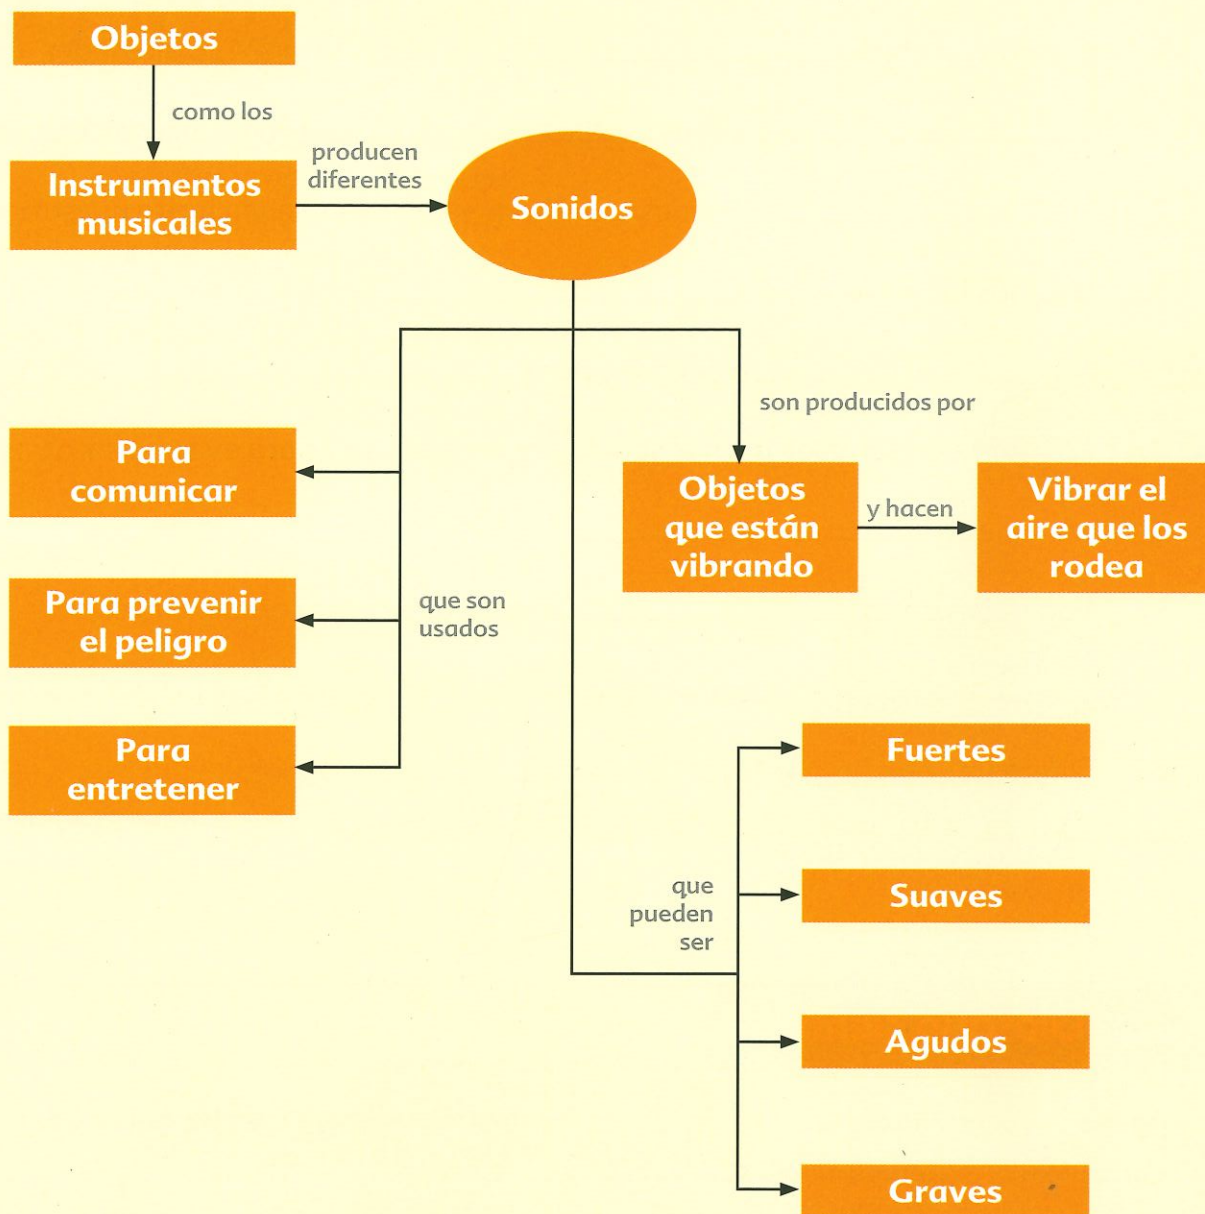 Objetos
como los
Instrumentos
musicales
producen
diferentes
Sonidos
que son
usados
Para
comunicar
Para prevenir
el peligro
Para
entretener
son producidos por
Objetos
que están
vibrando
y hacen
Vibrar el
aire que los
rodea
que
pueden
ser
Fuertes
Suaves
Agudos
Graves